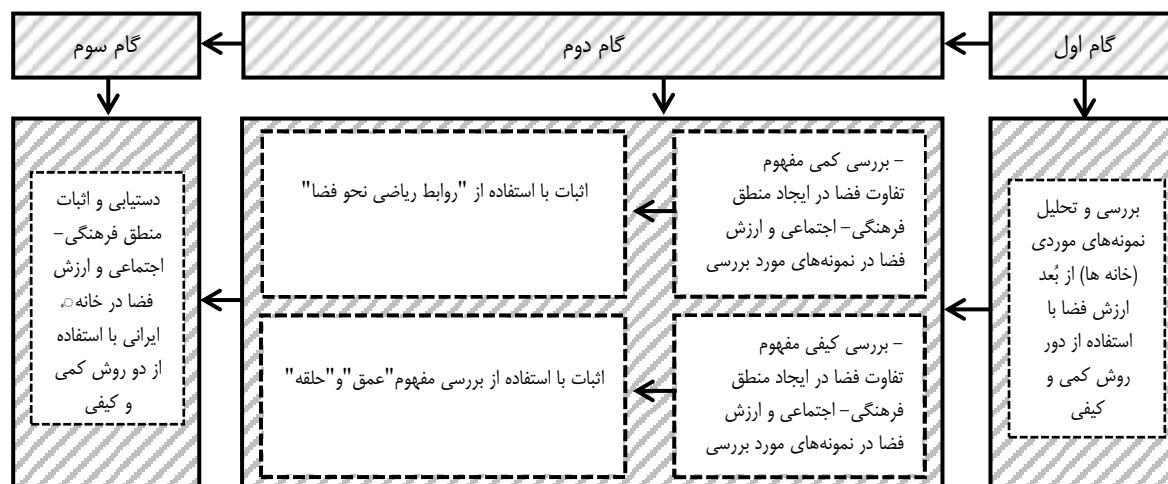 گام اول
گام دوم
گام سوم
بررسی و تحلیل
نمونه‌های موردی
(خانه ها) از بُعد
ارزش فضا با
استفاده از دور
روش کمی و
کیفی
- بررسی کمی مفهوم
تفاوت فضا در ایجاد منطق
فرهنگی- اجتماعی و ارزش
فضا در نمونه‌های مورد بررسی
اثبات با استفاده از "روابط ریاضی نحو فضا"
- بررسی کیفی مفهوم
تفاوت فضا در ایجاد منطق
فرهنگی- اجتماعی و ارزش
فضا در نمونه‌های مورد بررسی
اثبات با استفاده از بررسی مفهوم"عمق"و"حلقه"
دستیابی و اثبات
منطق فرهنگی-
اجتماعی و ارزش
فضا در خانه
ایرانی با استفاده
از دو روش کمی
و کیفی